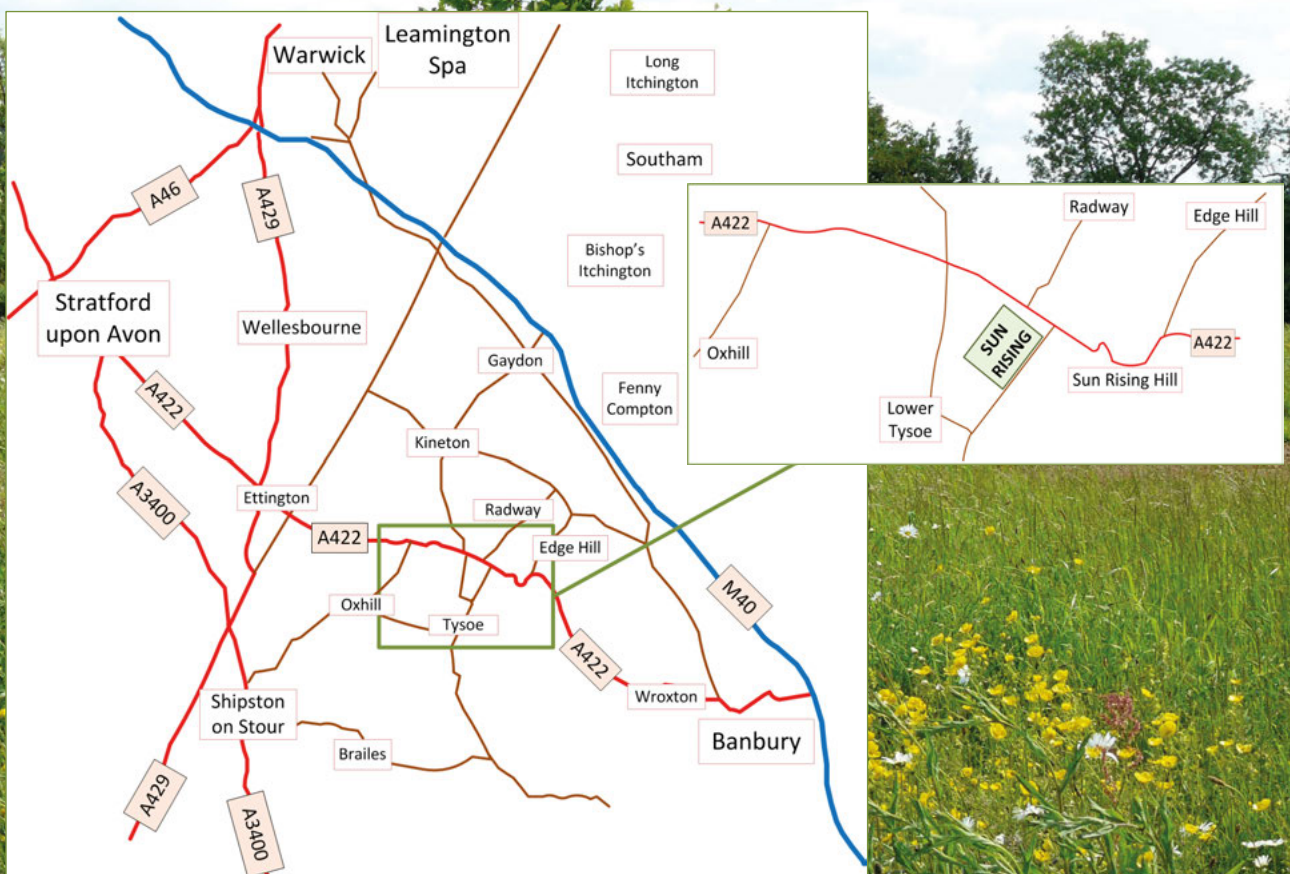 Warwick
Leamington
Spa
Long
Itchington
Southam
Bishop's
Itchington
A46
A429
Stratford
upon Avon
Wellesbourne
Gaydon
Fenny
Compton
A422
Kineton
A3400
Ettington
Radway
A422
Edge Hill
Oxhill
Tysoe
M40
A422
Shipston
on Stour
Wroxton
Brailes
Banbury
A429
A3400
A422
Radway
Edge Hill
Oxhill
SUN
RISING
A422
Sun Rising Hill
Lower
Tysoe